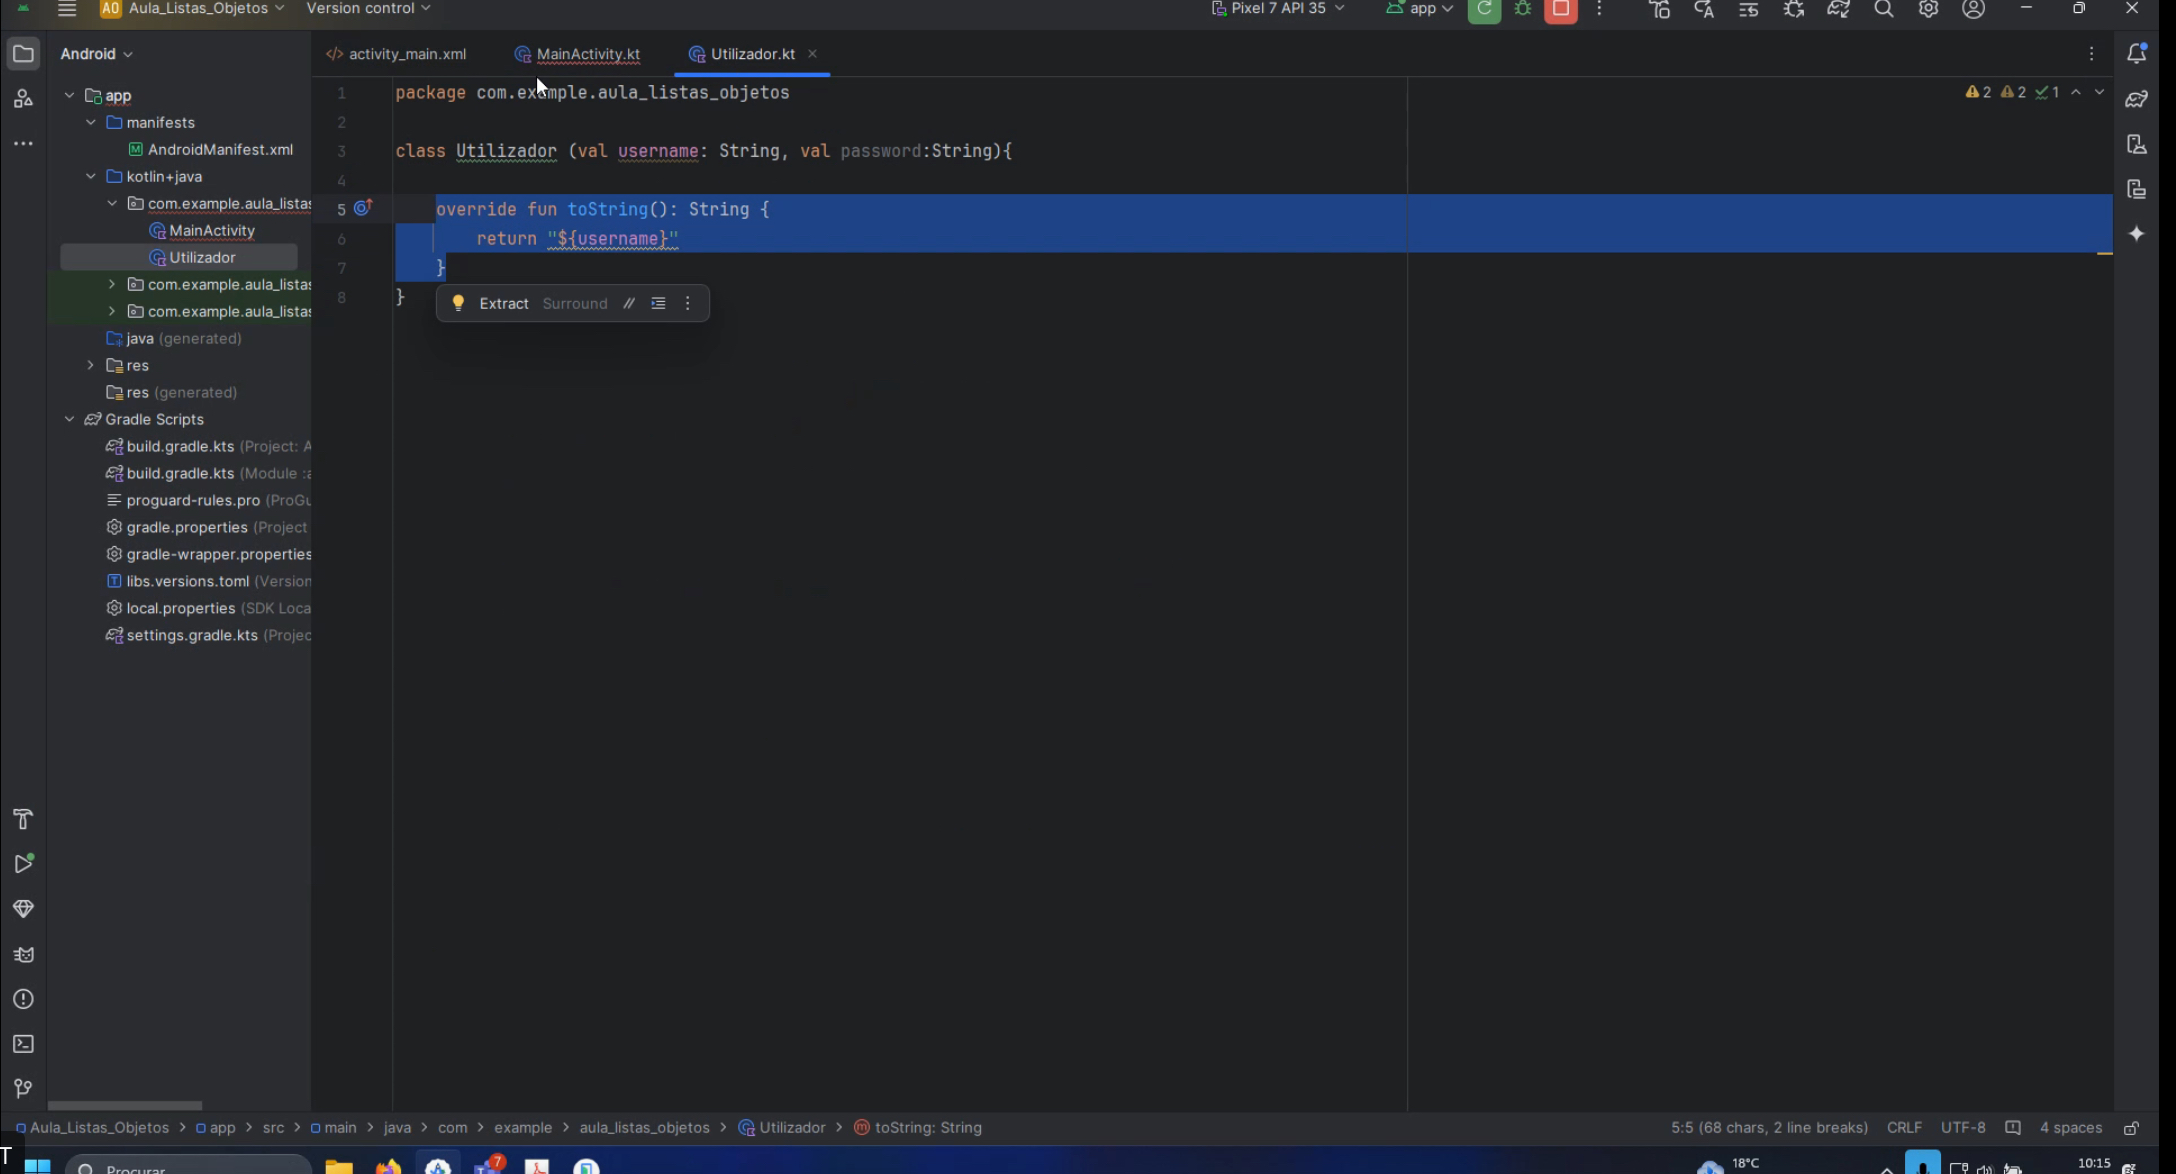 AO Aula_Listas_Objetos Version control Pixel 7 API 35 app
Android activity_main.xml MainActivity.kt Utilizador.kt
app
manifests
AndroidManifest.xml
kotlin+java
com.example.aula_listas
MainActivity
Utilizador
com.example.aula_listas
com.example.aula_listas
java (generated)
res
res (generated)
Gradle Scripts
build.gradle.kts (Project: A
build.gradle.kts (Module :a
proguard-rules.pro (ProGu
gradle.properties (Project
gradle-wrapper.properties
libs.versions.toml (Version
local.properties (SDK Loca
settings.gradle.kts (Projec
1 package com.example.aula_listas_objetos 2 2 1
2
3 class Utilizador (val username: String, val password:String){
4
5 override fun toString(): String {
6 return "${username}"
7 }
8 }
Extract Surround //
Aula_Listas_Objetos > app > src > main > java > com > example > aula_listas_objetos > Utilizador > toString: String 5:5 (68 chars, 2 line breaks) CRLF UTF-8 4 spaces
T Procurar 7 18°C 10:15